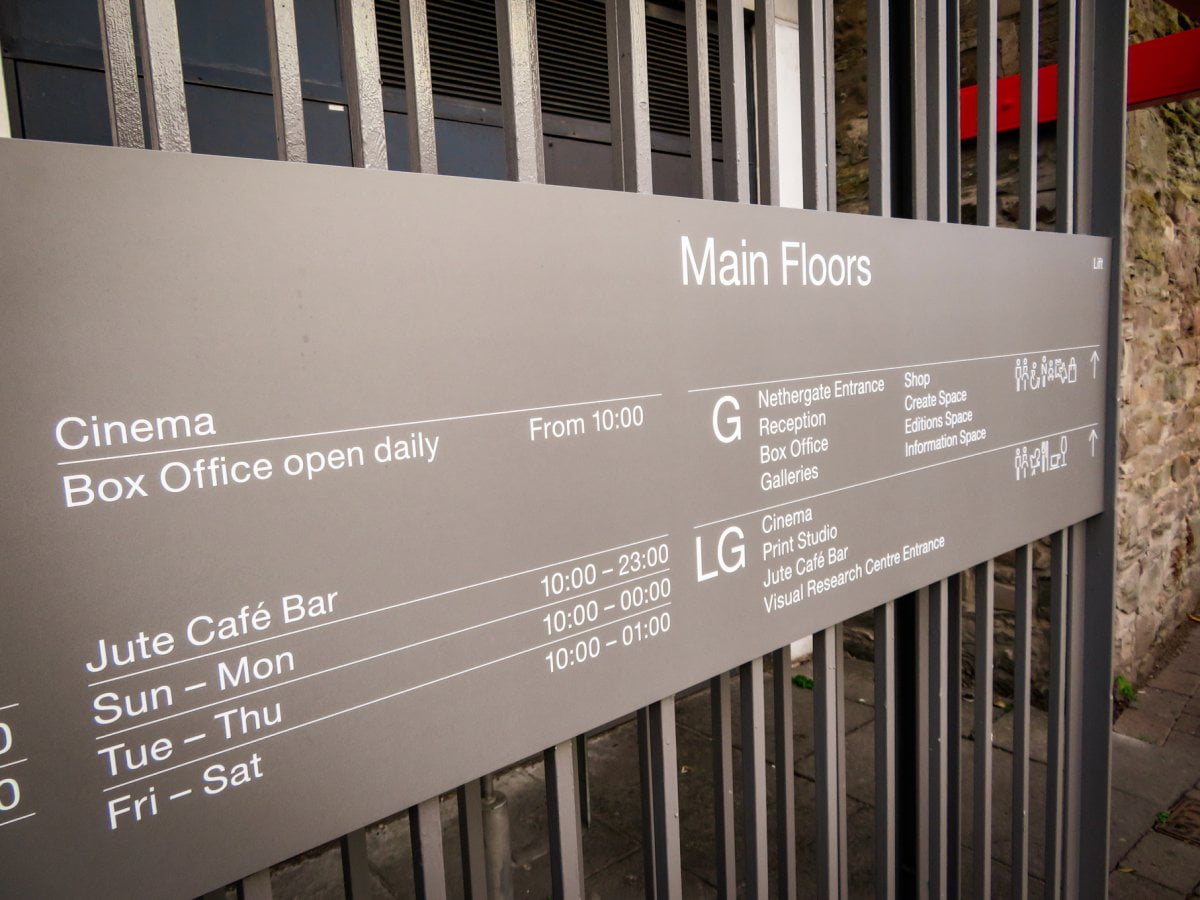 Cinema
Box Office open daily From 10:00
Jute Café Bar
Sun – Mon 10:00 – 23:00
Tue – Thu 10:00 – 00:00
Fri – Sat 10:00 – 01:00
0
0
Main Floors
Lift
G
Nethergate Entrance
Reception
Box Office
Galleries
Shop
Create Space
Editions Space
Information Space
LG
Cinema
Print Studio
Jute Café Bar
Visual Research Centre Entrance